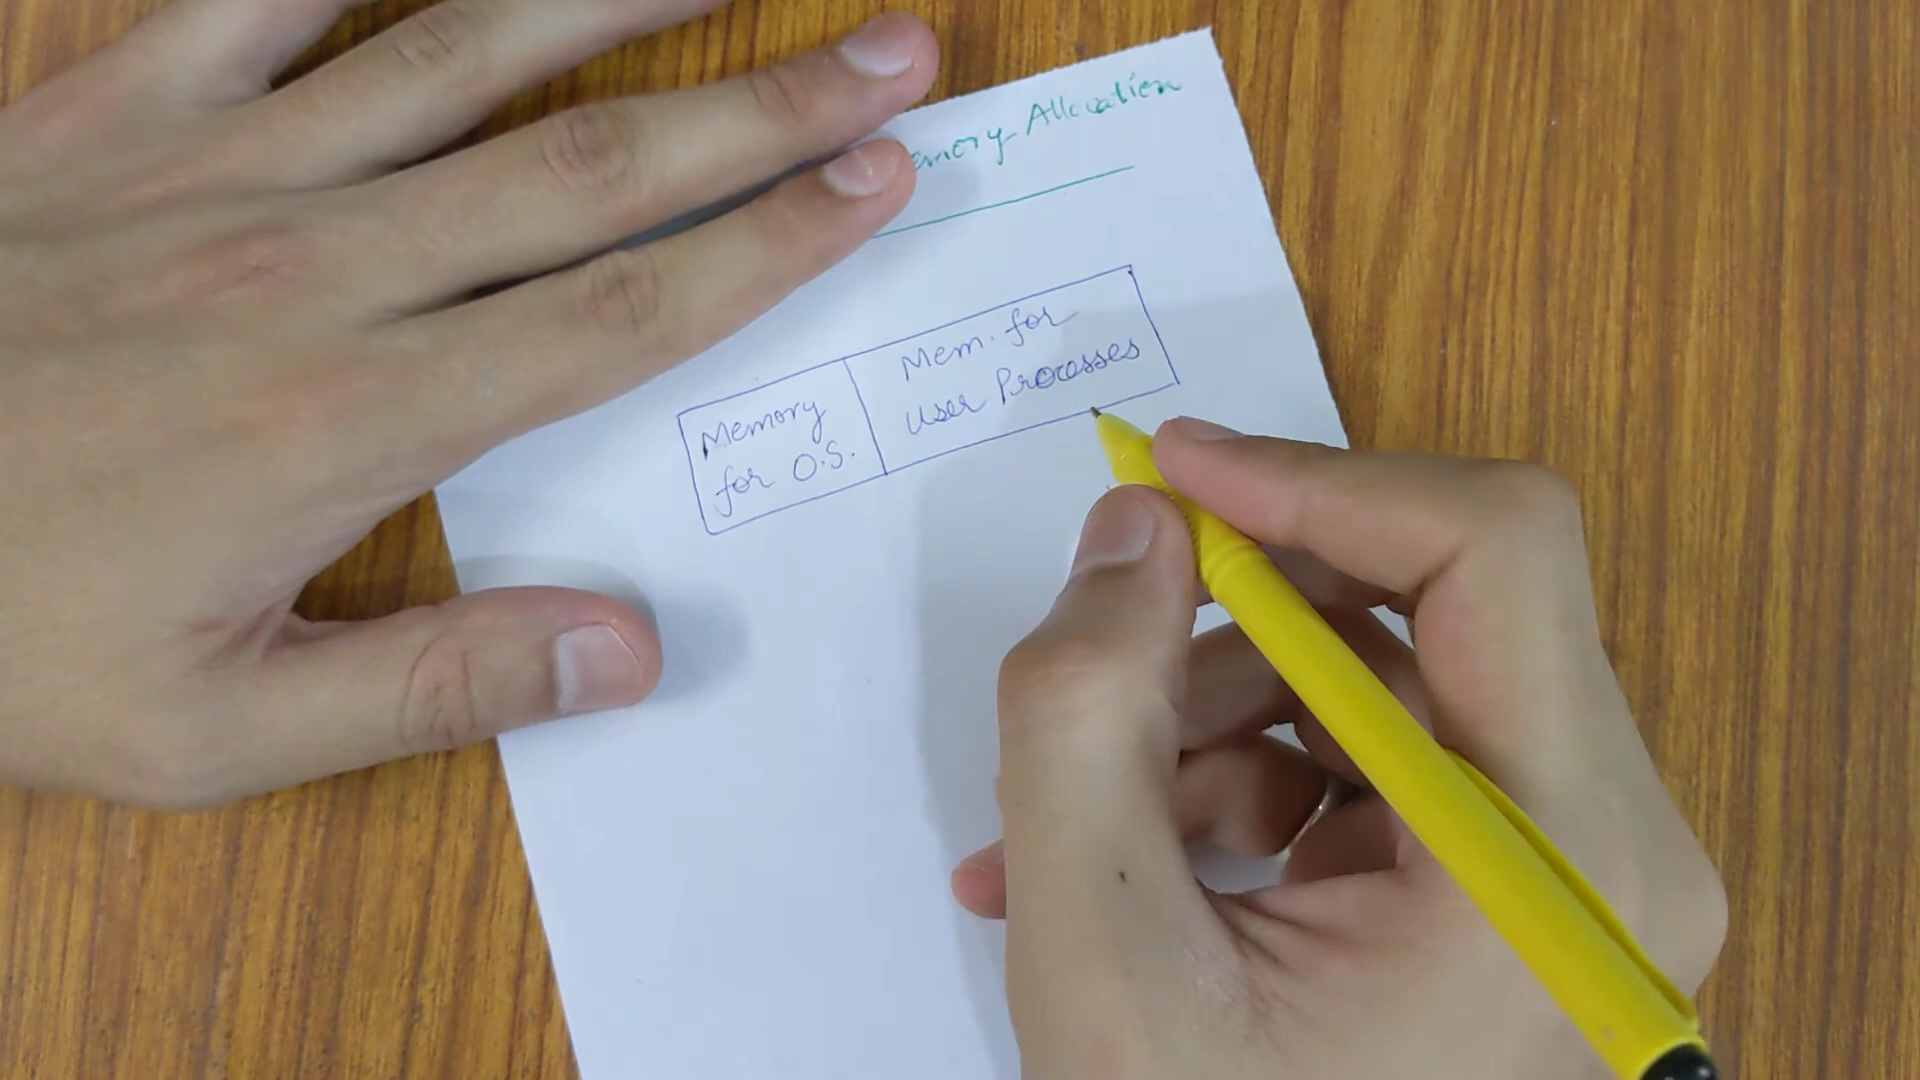 emory Allocation
Memory
for O.S.
Mem. for
user Processes